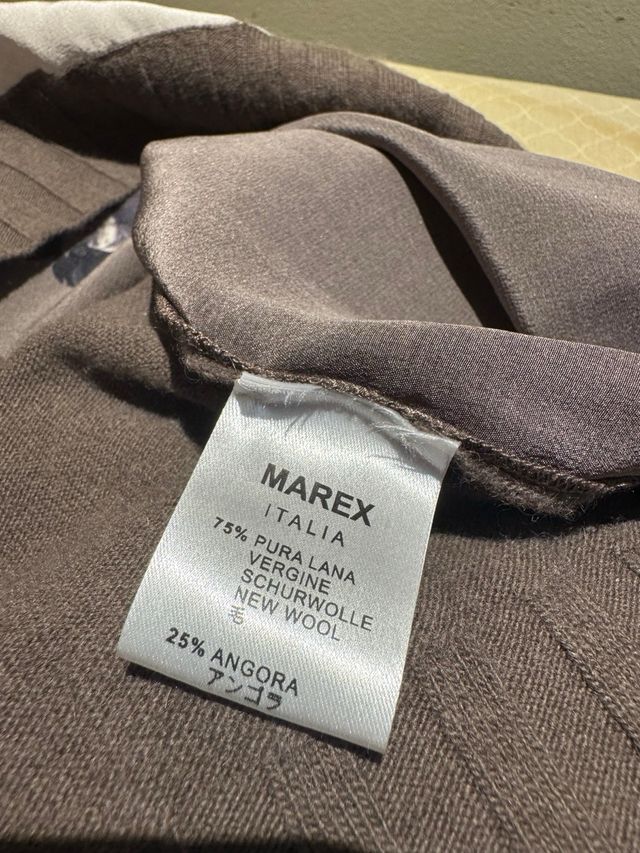 MAREX
ITALIA
75% PURA LANA
VERGINE
SCHURWOLLE
NEW WOOL
毛
25% ANGORA
アンゴラ